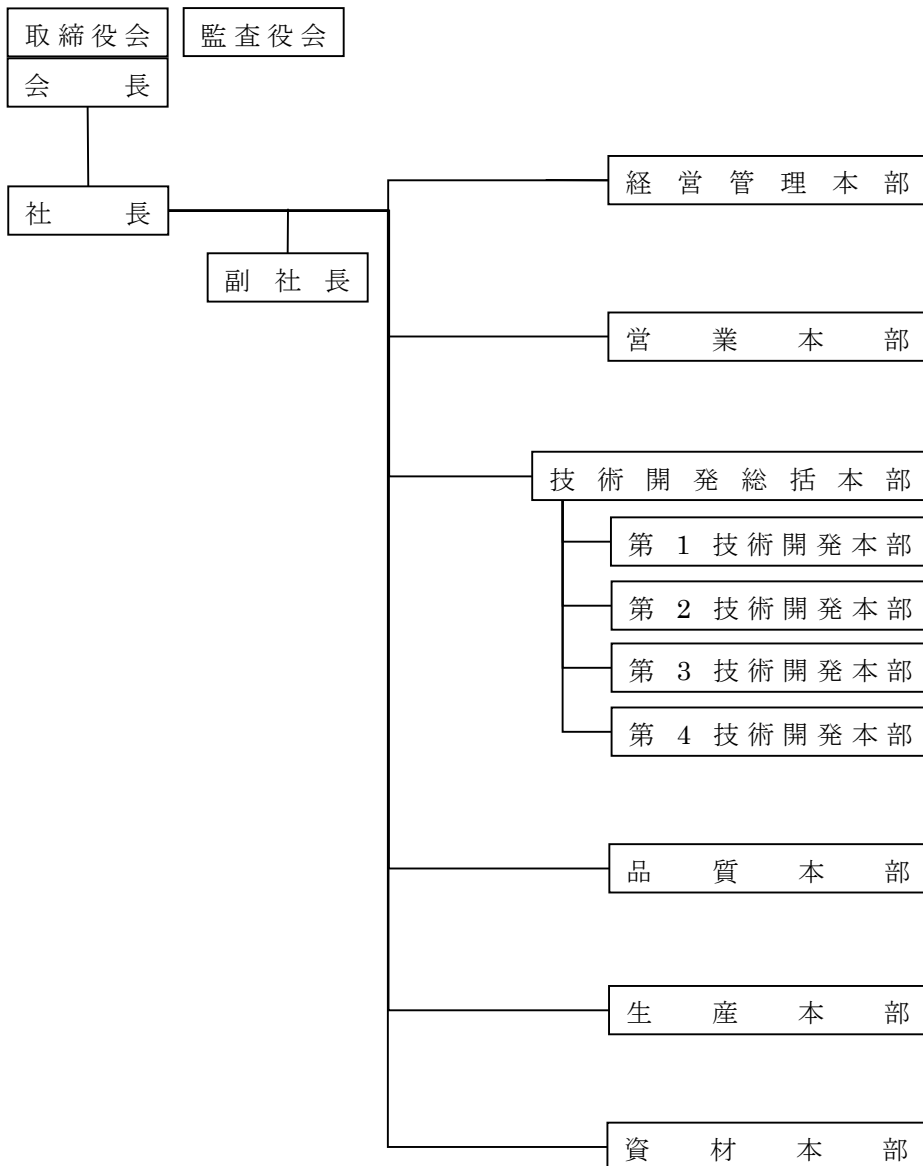 取締役会
監査役会
会長
社長
副社長
経営管理本部
営業本部
技術開発総括本部
第1技術開発本部
第2技術開発本部
第3技術開発本部
第4技術開発本部
品質本部
生産本部
資材本部